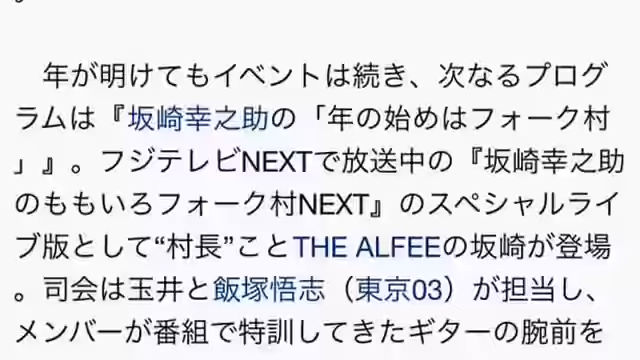 年が明けてもイベントは続き、次なるプログ
ラムは『坂崎幸之助の「年の始めはフォーク村
」』。フジテレビNEXTで放送中の『坂崎幸之助
のももいろフォーク村NEXT』のスペシャルライ
ブ版として“村長”ことTHE ALFEEの坂崎が登場
。司会は玉井と飯塚悟志（東京03）が担当し、
メンバーが番組で特訓してきたギターの腕前を